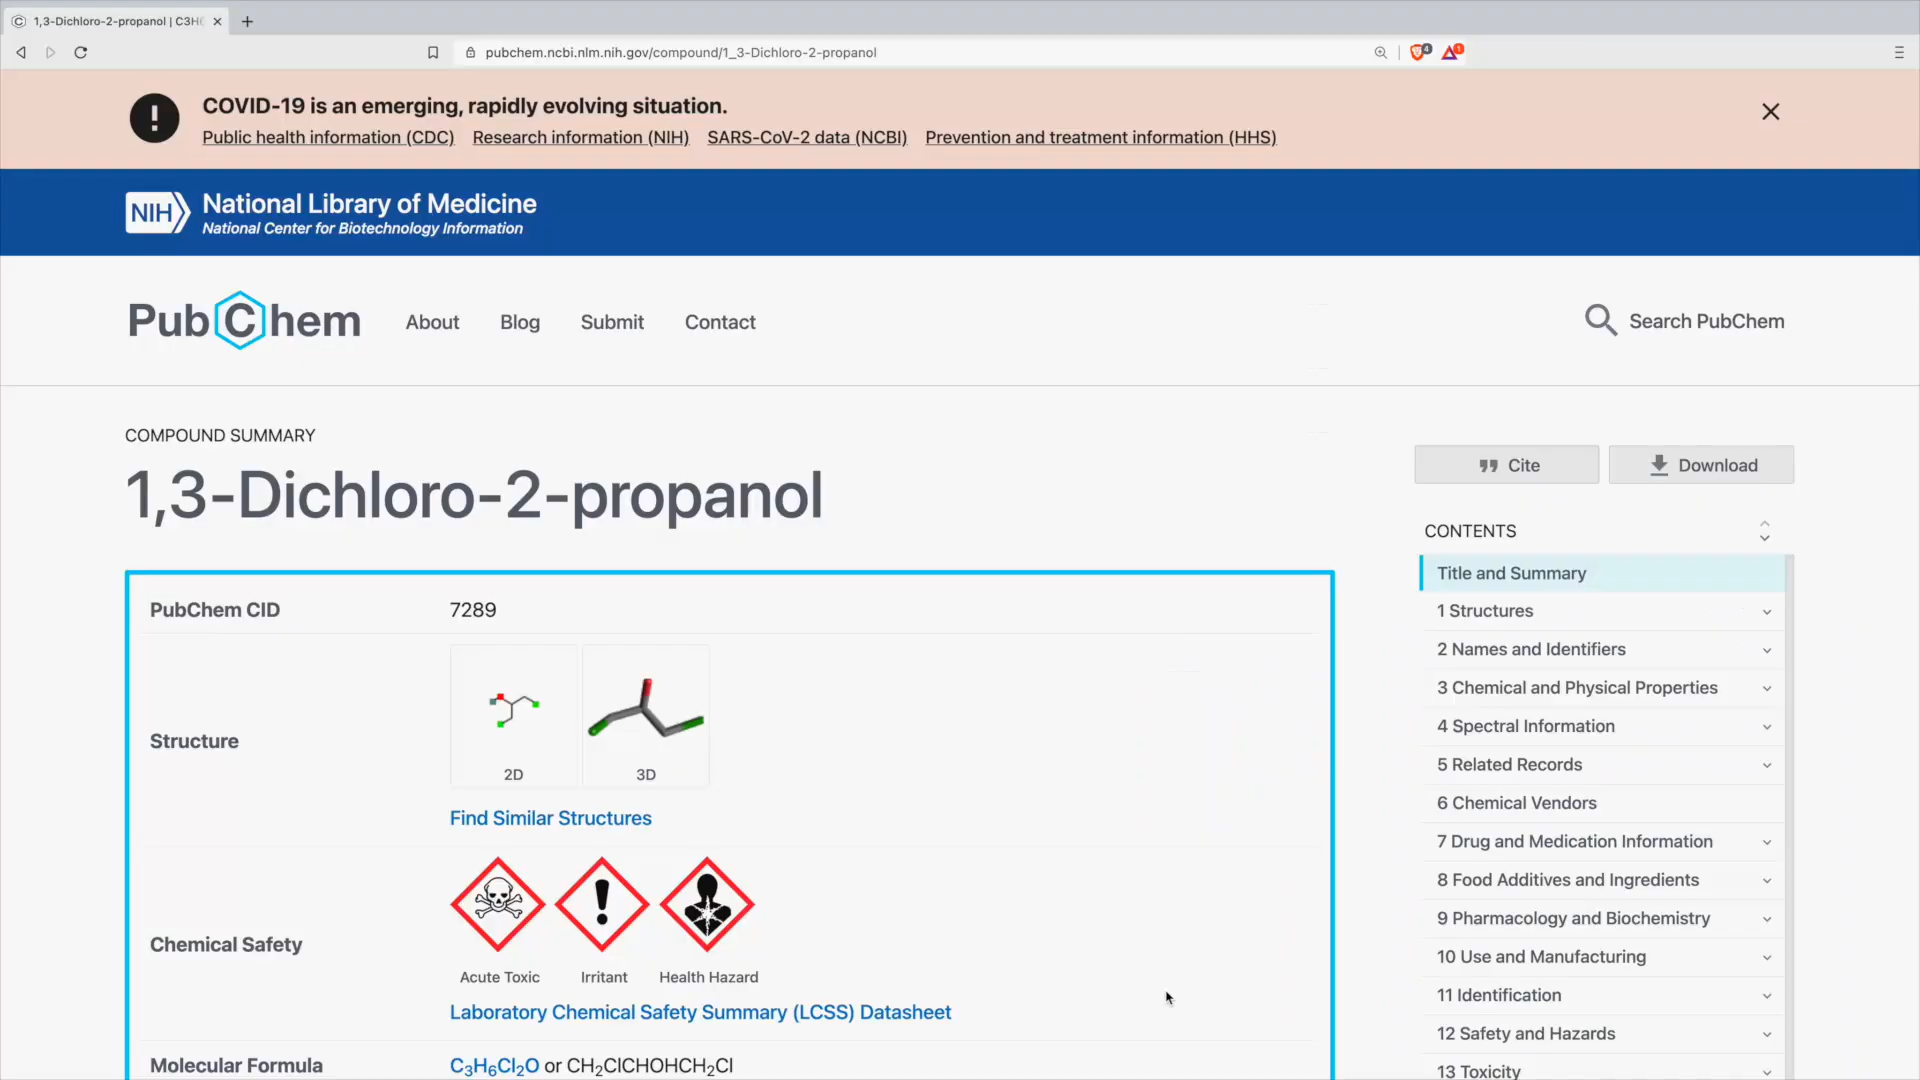 1,3-Dichloro-2-propanol | C3H
pubchem.ncbi.nlm.nih.gov/compound/1_3-Dichloro-2-propanol
4
1
COVID-19 is an emerging, rapidly evolving situation.
Public health information (CDC) Research information (NIH) SARS-CoV-2 data (NCBI) Prevention and treatment information (HHS)
NIH National Library of Medicine
National Center for Biotechnology Information
PubChem About Blog Submit Contact Search PubChem
COMPOUND SUMMARY
1,3-Dichloro-2-propanol
Cite Download
CONTENTS
Title and Summary
1 Structures
2 Names and Identifiers
3 Chemical and Physical Properties
4 Spectral Information
5 Related Records
6 Chemical Vendors
7 Drug and Medication Information
8 Food Additives and Ingredients
9 Pharmacology and Biochemistry
10 Use and Manufacturing
11 Identification
12 Safety and Hazards
13 Toxicity
PubChem CID 7289
Structure
2D 3D
Find Similar Structures
Chemical Safety
Acute Toxic Irritant Health Hazard
Laboratory Chemical Safety Summary (LCSS) Datasheet
Molecular Formula C₃H₆Cl₂O or CH₂ClCHOHCH₂Cl